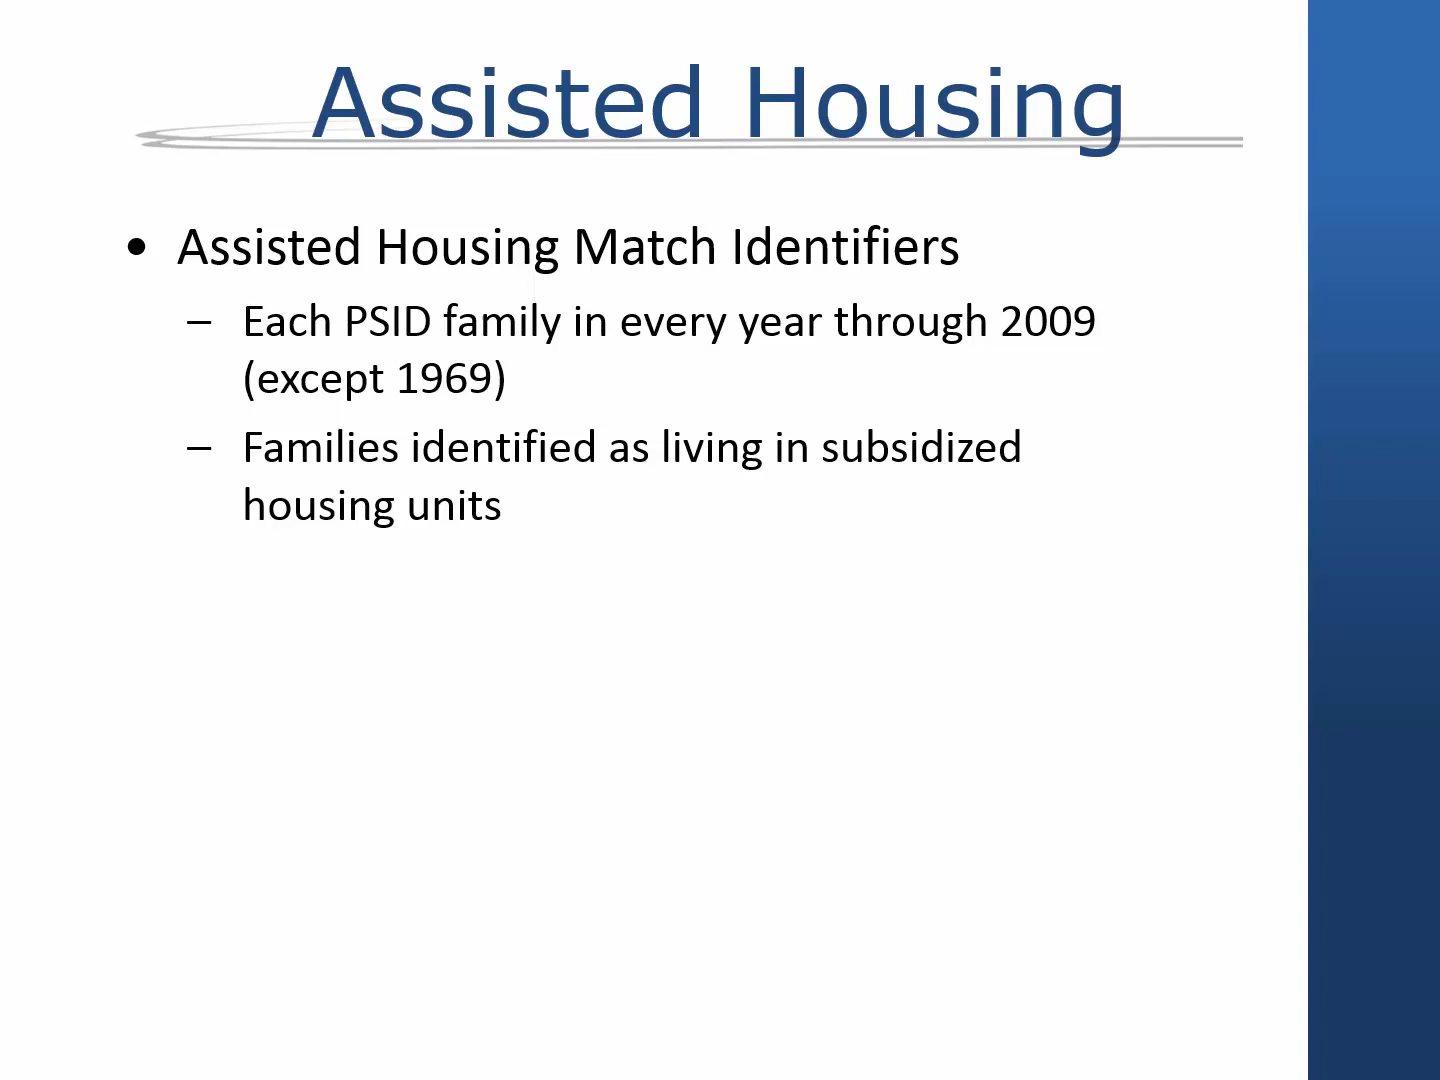 Assisted Housing
• Assisted Housing Match Identifiers
– Each PSID family in every year through 2009
(except 1969)
– Families identified as living in subsidized
housing units